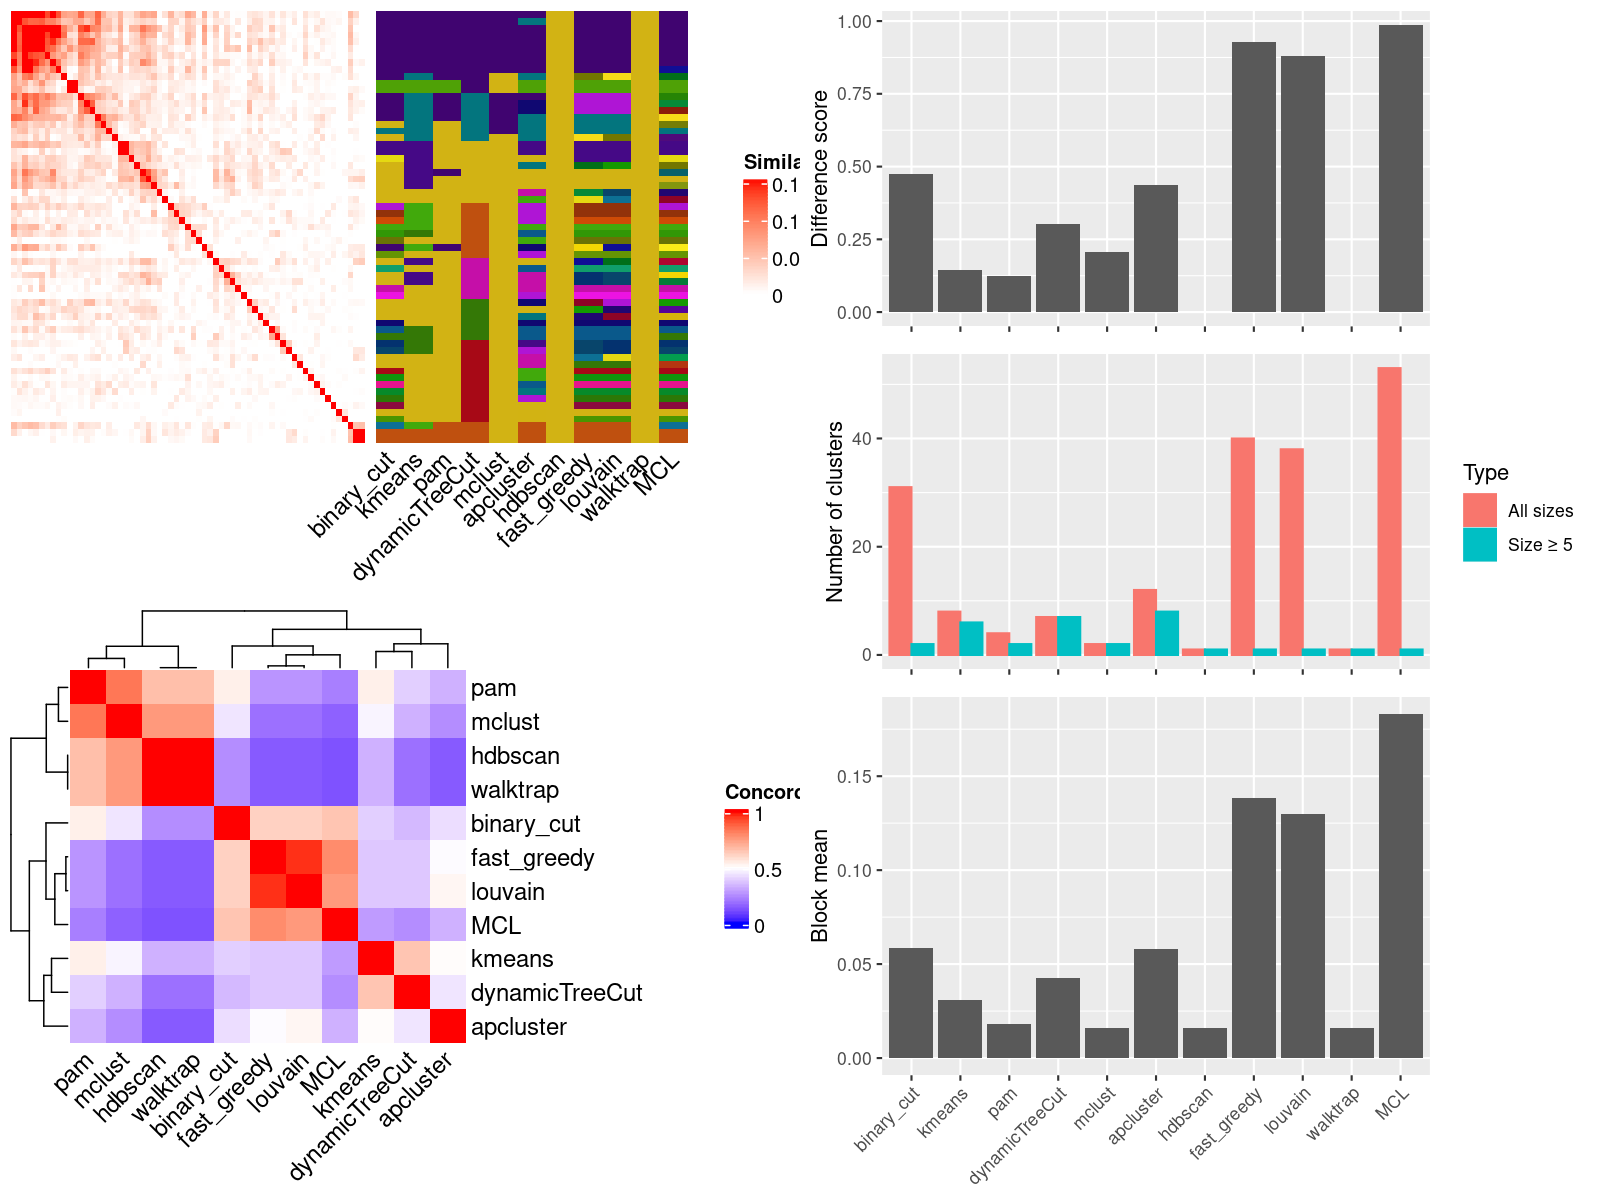 Simila
0.1
0.1
0.0
0
binary_cut
kmeans
pam
dynamicTreeCut
mclust
apcluster
hdbscan
fast_greedy
louvain
walktrap
MCL
pam
mclust
hdbscan
walktrap
binary_cut
fast_greedy
louvain
MCL
kmeans
dynamicTreeCut
apcluster
pam
mclust
hdbscan
walktrap
binary_cut
fast_greedy
louvain
MCL
kmeans
dynamicTreeCut
apcluster
Concord
1
0.5
0
Difference score
1.00
0.75
0.50
0.25
0.00
Number of clusters
40
20
0
Type
All sizes
Size ≥ 5
Block mean
0.15
0.10
0.05
0.00
binary_cut
kmeans
pam
dynamicTreeCut
mclust
apcluster
hdbscan
fast_greedy
louvain
walktrap
MCL